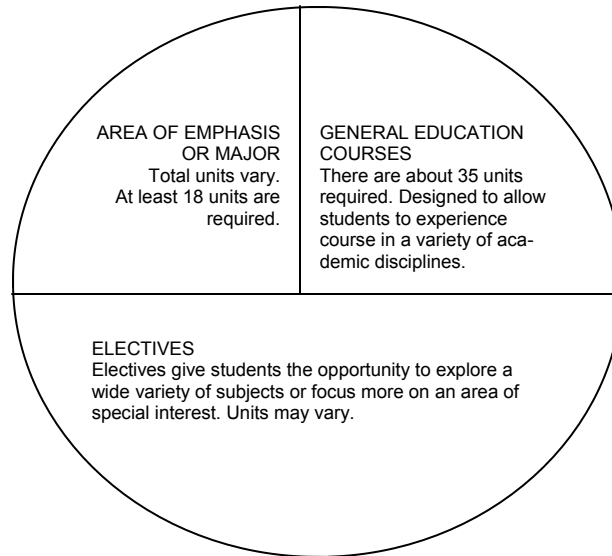 AREA OF EMPHASIS
OR MAJOR
Total units vary.
At least 18 units are
required.
GENERAL EDUCATION
COURSES
There are about 35 units
required. Designed to allow
students to experience
course in a variety of aca-
demic disciplines.
ELECTIVES
Electives give students the opportunity to explore a
wide variety of subjects or focus more on an area of
special interest. Units may vary.